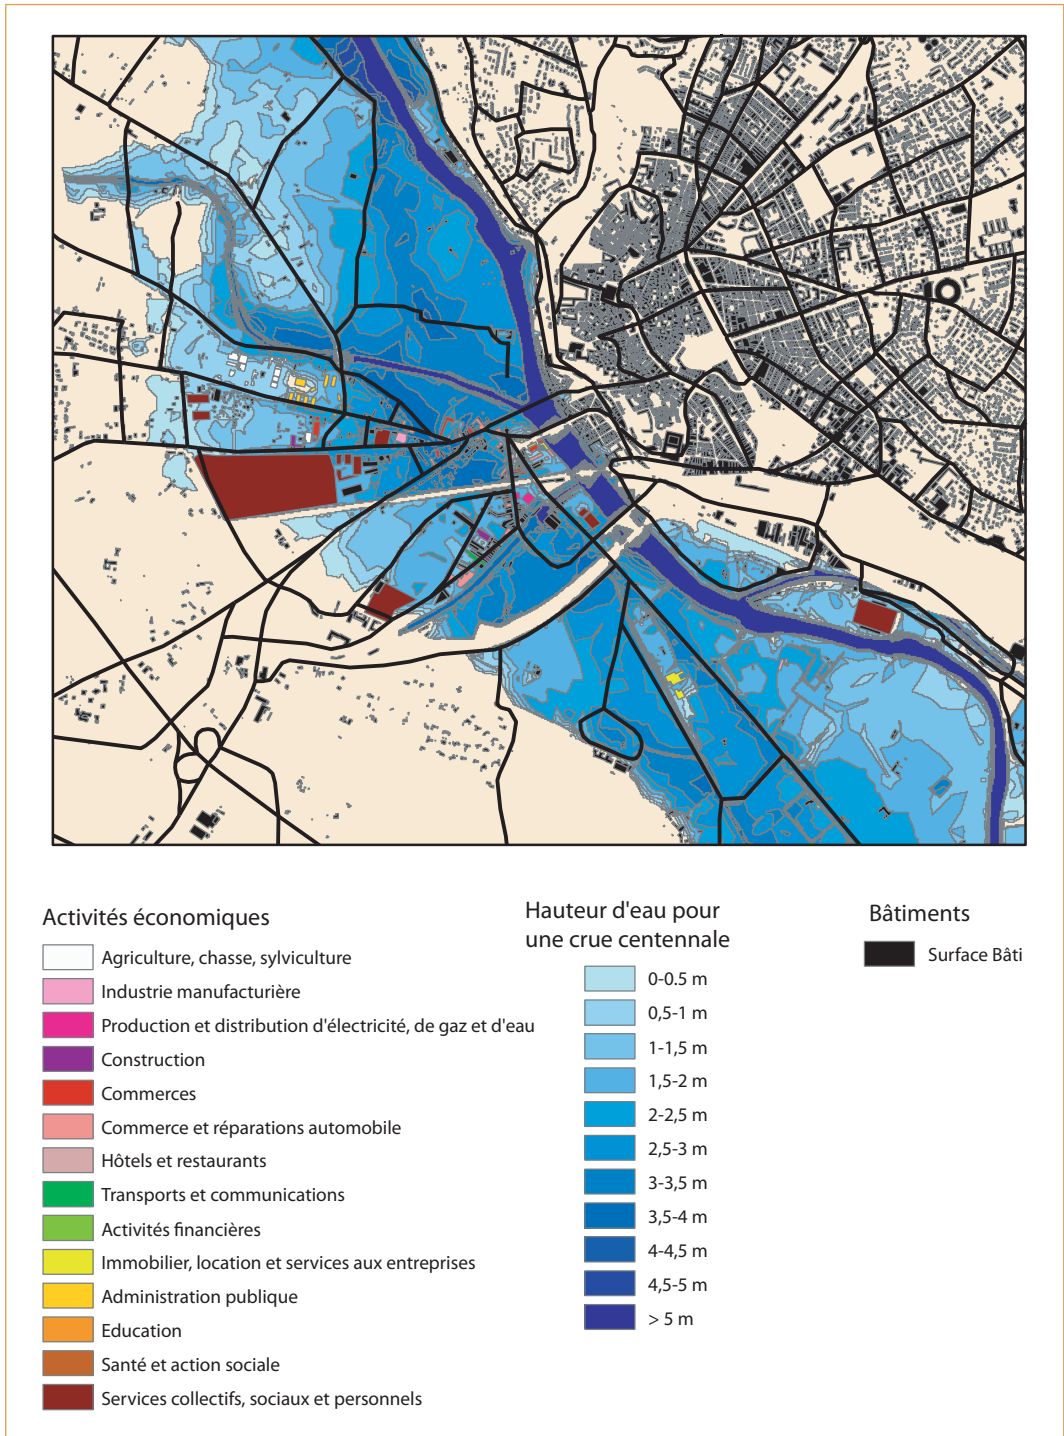 Activités économiques
Agriculture, chasse, sylviculture
Industrie manufacturière
Production et distribution d'électricité, de gaz et d'eau
Construction
Commerces
Commerce et réparations automobile
Hôtels et restaurants
Transports et communications
Activités financières
Immobilier, location et services aux entreprises
Administration publique
Education
Santé et action sociale
Services collectifs, sociaux et personnels
Hauteur d'eau pour
une crue centennale
0-0.5 m
0,5-1 m
1-1,5 m
1,5-2 m
2-2,5 m
2,5-3 m
3-3,5 m
3,5-4 m
4-4,5 m
4,5-5 m
> 5 m
Bâtiments
Surface Bâti